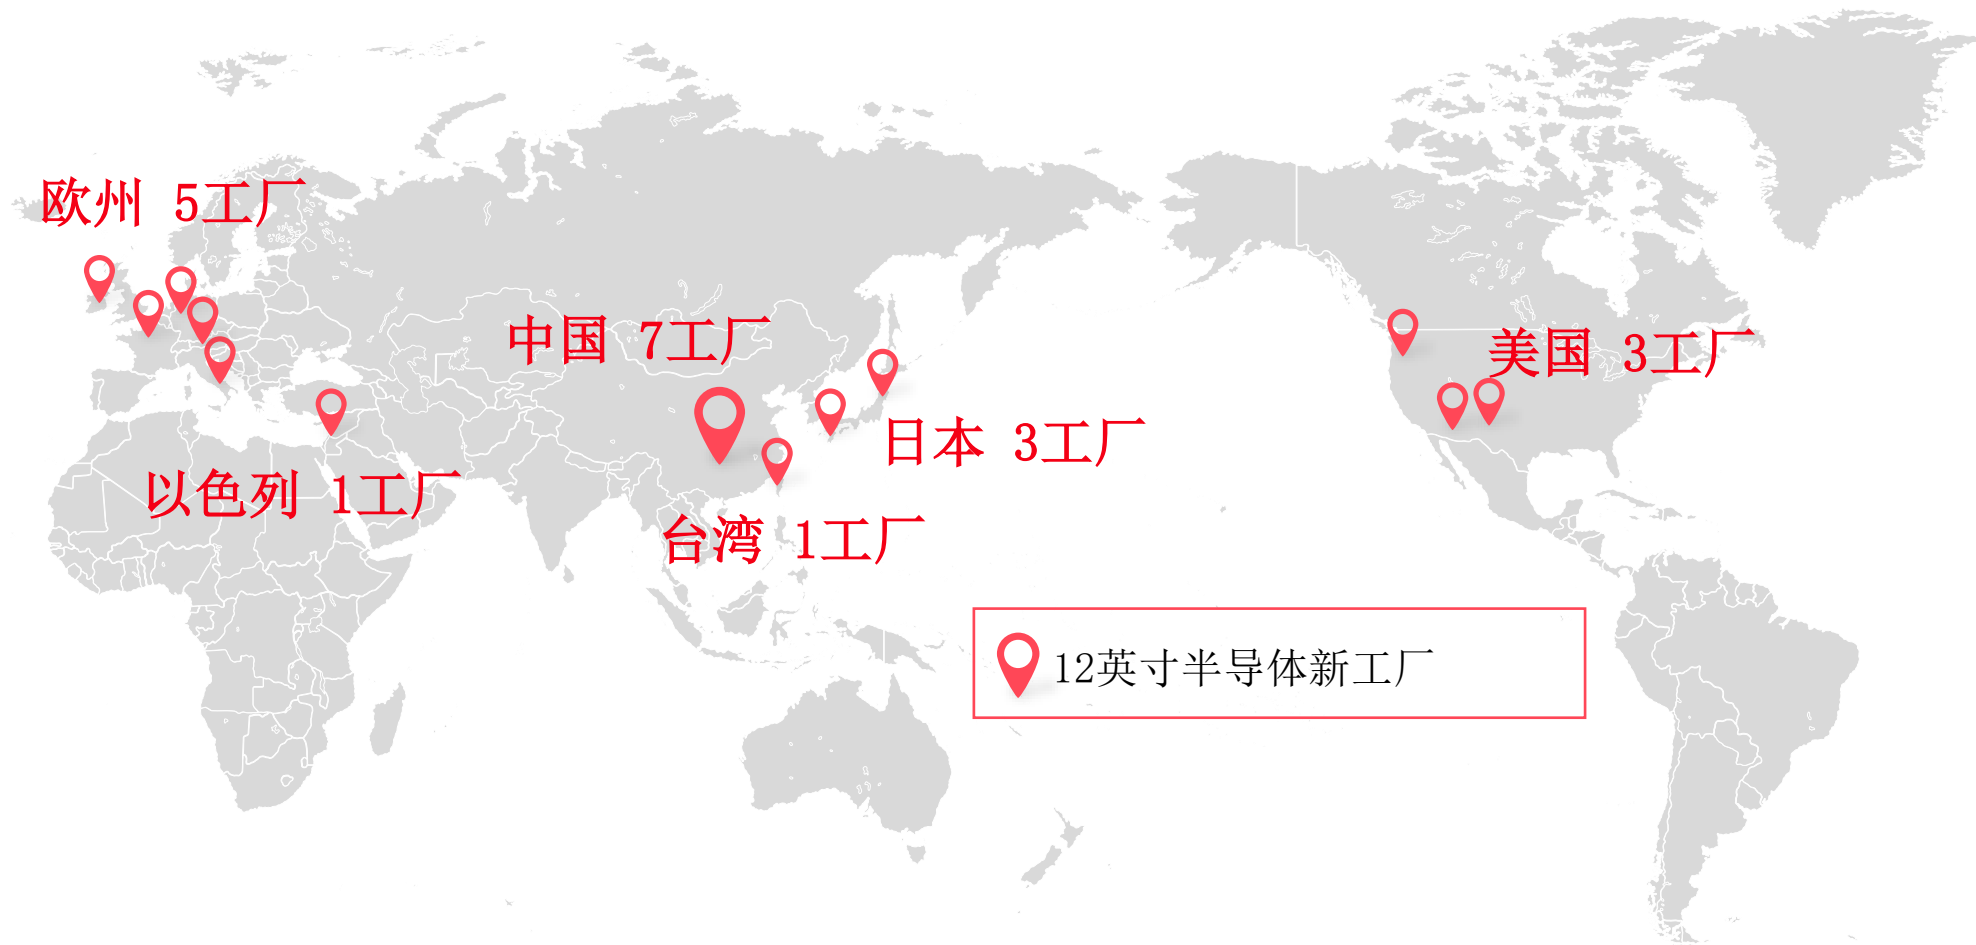 欧州 5工厂
中国 7工厂
美国 3工厂
日本 3工厂
以色列 1工厂
台湾 1工厂
12英寸半导体新工厂